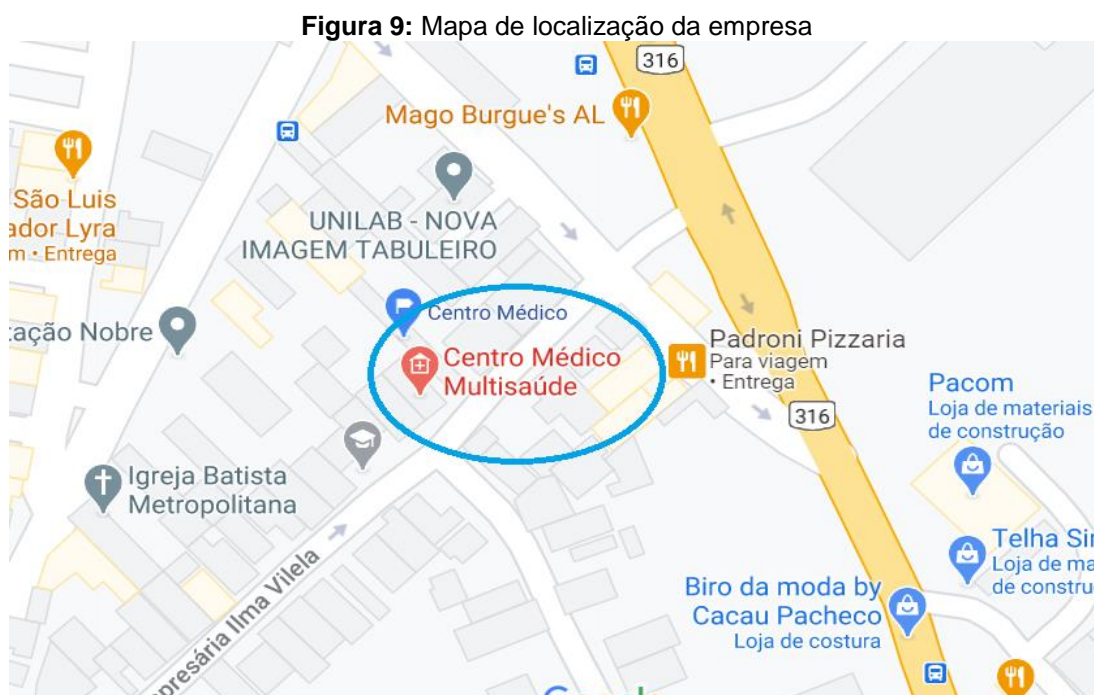 Figura 9: Mapa de localização da empresa
316
Mago Burgue's AL
São Luis
ador Lyra
m • Entrega
UNILAB - NOVA
IMAGEM TABULEIRO
Centro Médico
ação Nobre
Centro Médico
Multisaúde
Padroni Pizzaria
Para viagem
• Entrega
316
Pacom
Loja de materiais
de construção
Igreja Batista
Metropolitana
Telha Sir
Loja de ma
de constru
presária Ilma Vilela
Biro da moda by
Cacau Pacheco
Loja de costura